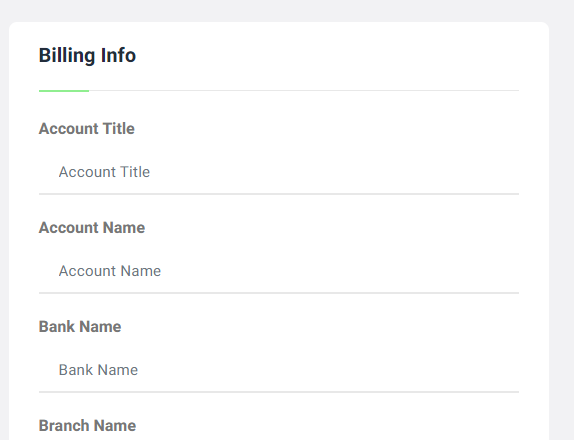 Billing Info
Account Title
Account Title
Account Name
Account Name
Bank Name
Bank Name
Branch Name